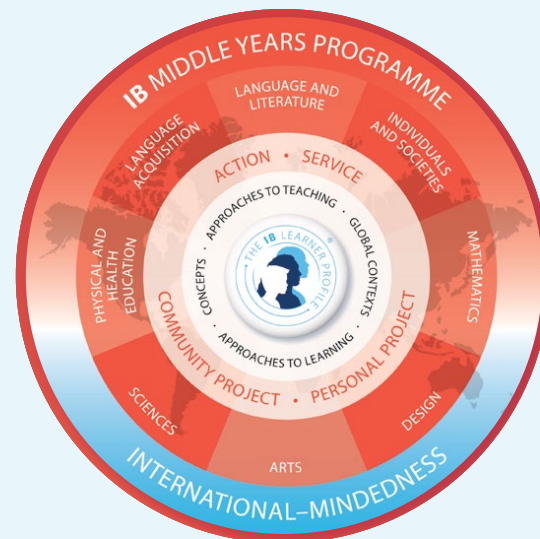 IB MIDDLE YEARS PROGRAMME
LANGUAGE AND
LITERATURE
INDIVIDUALS
AND SOCIETIES
MATHEMATICS
DESIGN
ARTS
SCIENCES
PHYSICAL AND
HEALTH
EDUCATION
LANGUAGE
ACQUISITION
ACTION • SERVICE
PERSONAL PROJECT
•
COMMUNITY PROJECT
APPROACHES TO TEACHING
• GLOBAL CONTEXTS
• APPROACHES TO LEARNING
• CONCEPTS •
THE IB LEARNER PROFILE
®
INTERNATIONAL–MINDEDNESS